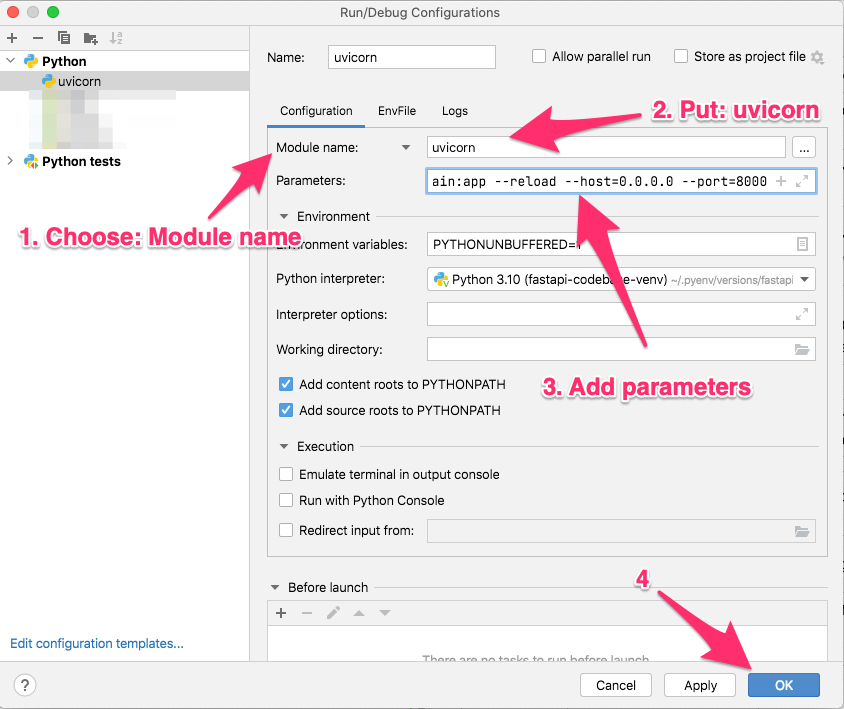 Run/Debug Configurations
Python
uvicorn
Python tests
Edit configuration templates...
Name: uvicorn
Allow parallel run
Store as project file
Configuration EnvFile Logs
2. Put: uvicorn
Module name: uvicorn ...
Parameters: ain:app --reload --host=0.0.0.0 --port=8000
Environment
1. Choose: Module name
Environment variables: PYTHONUNBUFFERED=1
Python interpreter: Python 3.10 (fastapi-codebase-venv) ~/.pyenv/versions/fastapi
Interpreter options:
Working directory:
Add content roots to PYTHONPATH
3. Add parameters
Add source roots to PYTHONPATH
Execution
Emulate terminal in output console
Run with Python Console
Redirect input from:
4
Before launch
There are no tasks to run before launch
? Cancel Apply OK